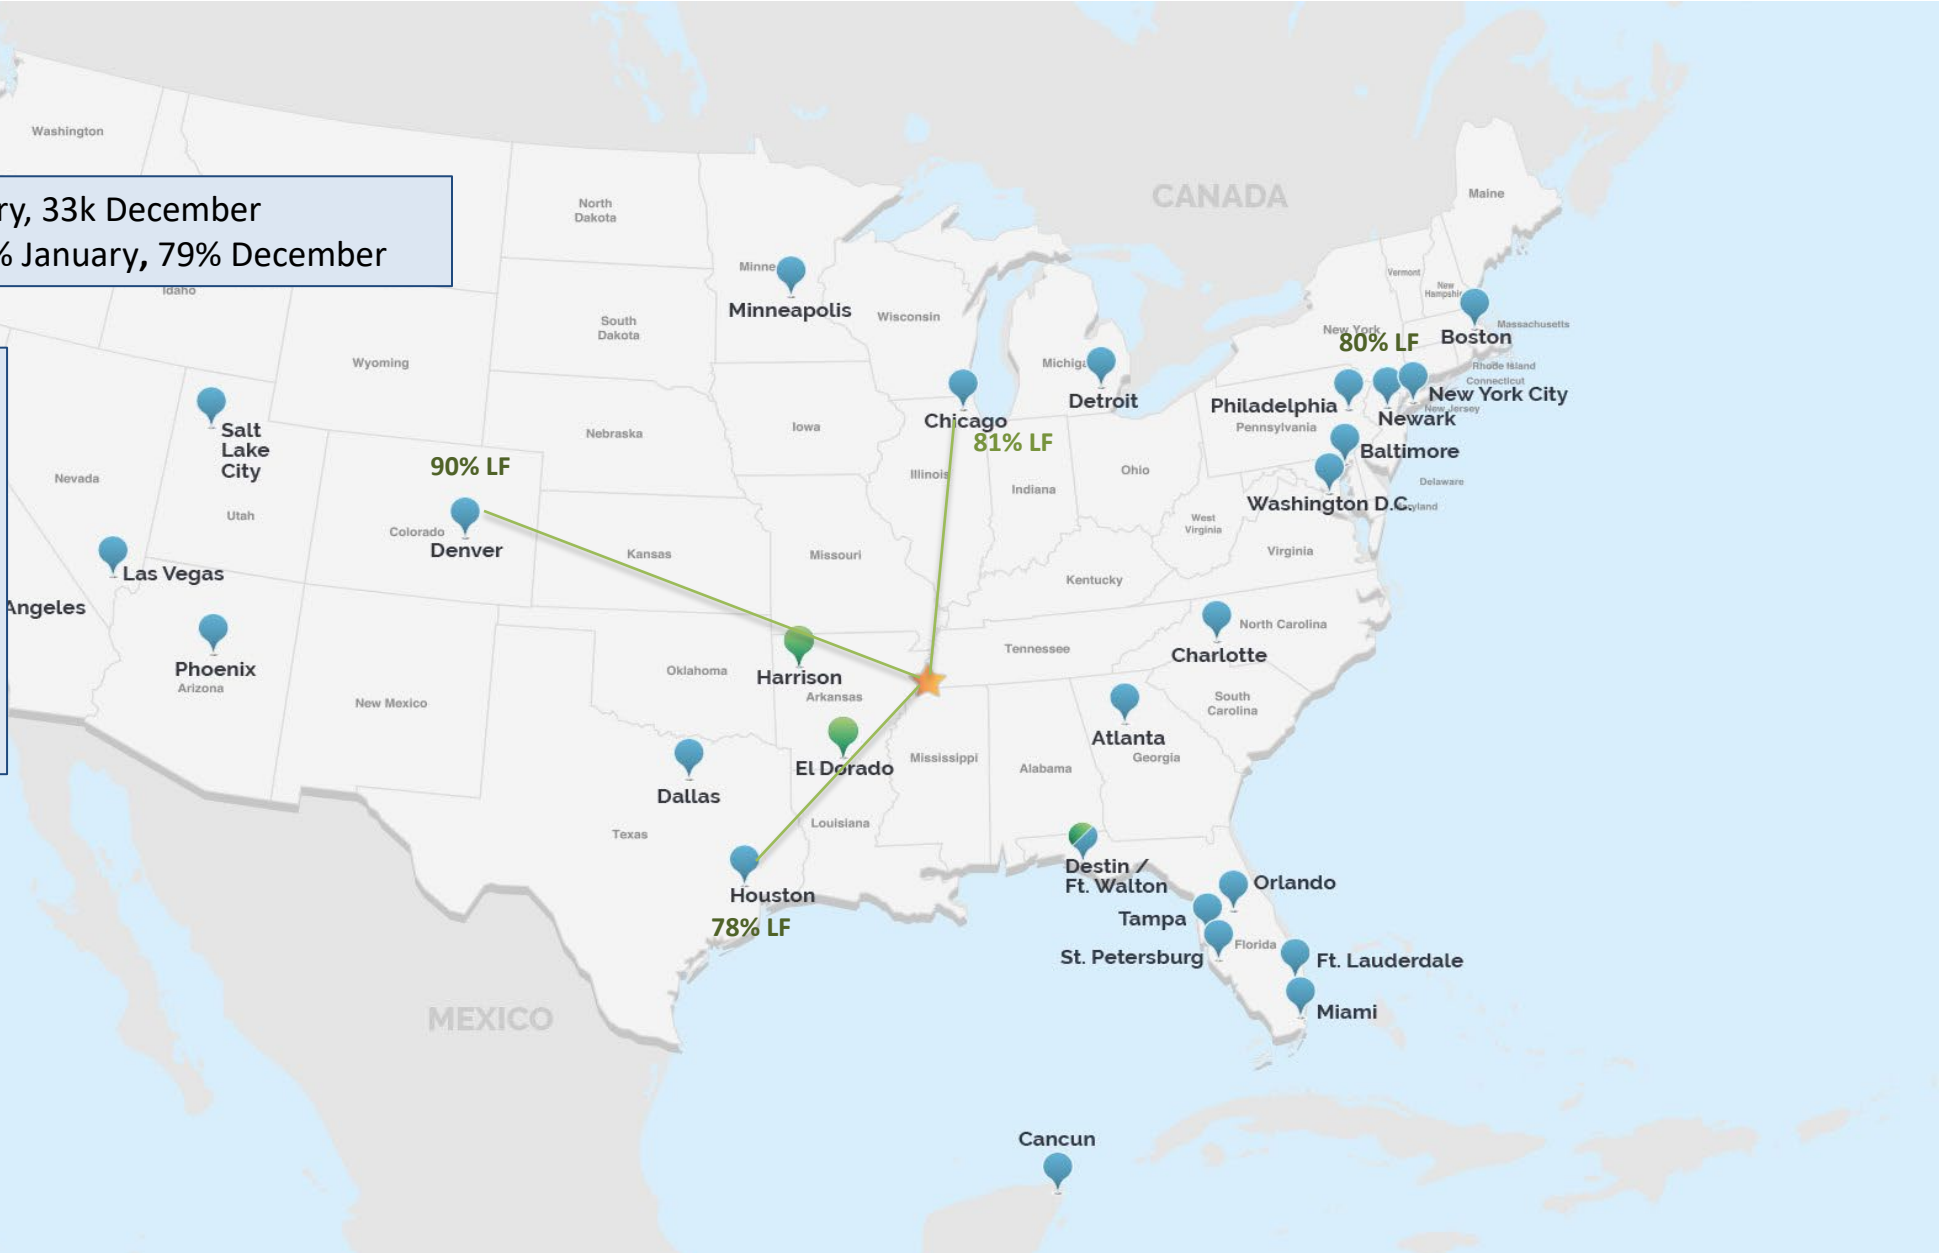 Washington
ry, 33k December
% January, 79% December
Idaho
North
Dakota
CANADA
Maine
Minne
Minneapolis
Wisconsin
South
Dakota
Vermont
New
Hampshire
New York
80% LF
Boston
Massachusetts
Rhode Island
Connecticut
Wyoming
Michiga
Detroit
Chicago
81% LF
Philadelphia
New York City
New Jersey
Newark
Pennsylvania
Baltimore
Salt
Lake
City
Nebraska
Iowa
90% LF
Nevada
Utah
Illinois
Indiana
Ohio
Delaware
Washington D.C.
ryland
West
Virginia
Colorado
Denver
Kansas
Missouri
Virginia
Las Vegas
Kentucky
Angeles
North Carolina
Charlotte
Tennessee
Phoenix
Arizona
Oklahoma
Harrison
Arkansas
New Mexico
South
Carolina
Atlanta
Georgia
El Dorado
Mississippi
Alabama
Dallas
Texas
Louisiana
Destin /
Ft. Walton
Orlando
Houston
78% LF
Tampa
Florida
St. Petersburg
Ft. Lauderdale
Miami
MEXICO
Cancun